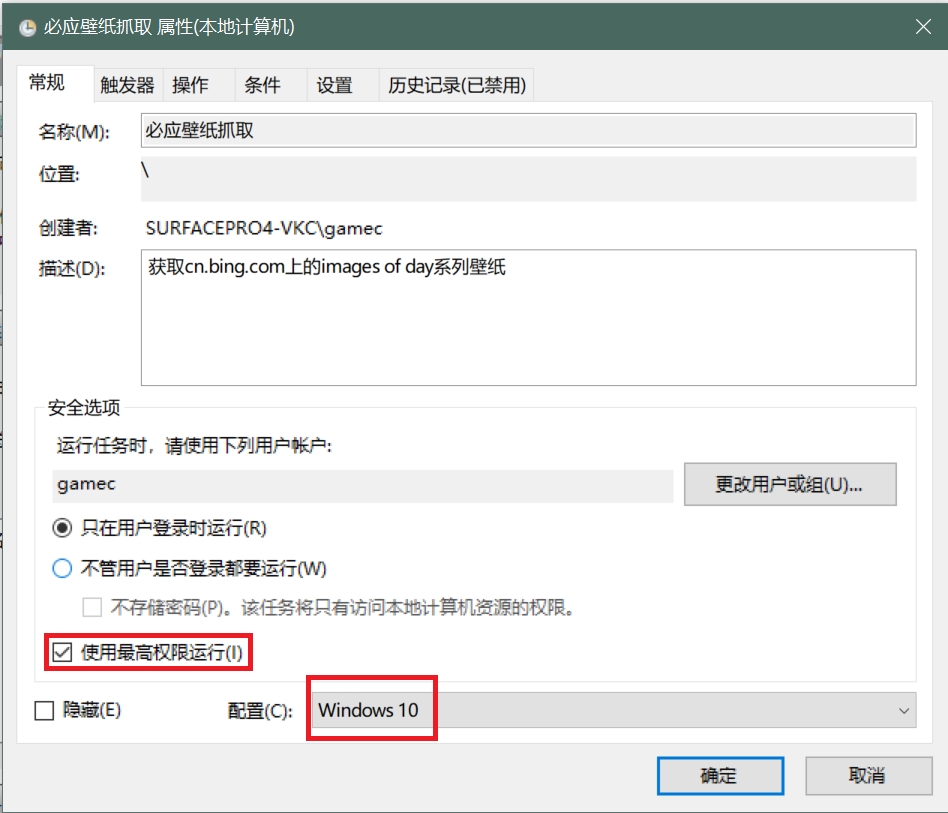 必应壁纸抓取 属性(本地计算机)
常规 触发器 操作 条件 设置 历史记录(已禁用)
名称(M): 必应壁纸抓取
位置: \
创建者: SURFACEPRO4-VKC\gamec
描述(D): 获取cn.bing.com上的images of day系列壁纸
安全选项
运行任务时，请使用下列用户帐户:
gamec 更改用户或组(U)...
只在用户登录时运行(R)
不管用户是否登录都要运行(W)
不存储密码(P)。该任务将只有访问本地计算机资源的权限。
使用最高权限运行(I)
隐藏(E) 配置(C): Windows 10
确定 取消